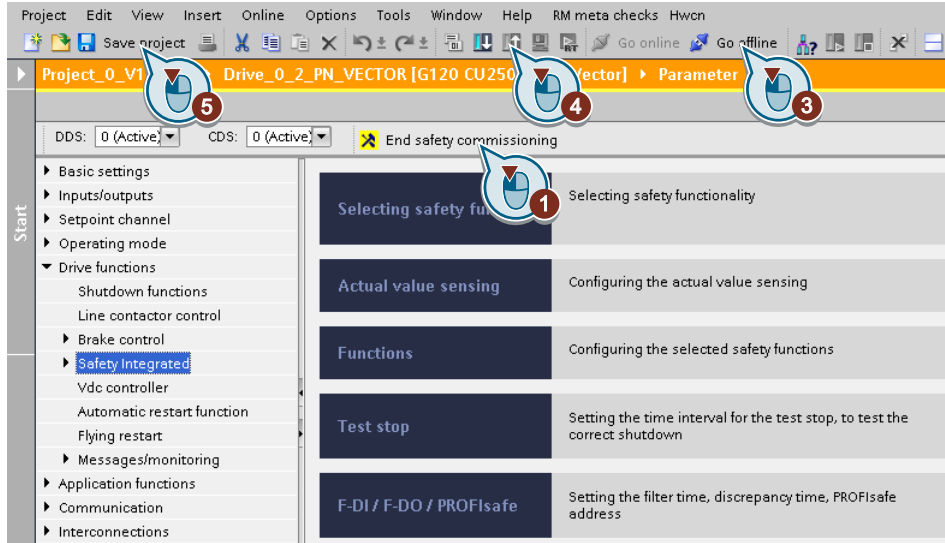 Project Edit View Insert Online Options Tools Window Help RM meta checks Hwcn
Save project Go online Go offline
Project_0_V1 Drive_0_2_PN_VECTOR [G120 CU250 Vector] Parameter
5 4 3
DDS: 0 (Active) CDS: 0 (Active) End safety commissioning
1
Start
Basic settings
Inputs/outputs
Setpoint channel
Operating mode
Drive functions
Shutdown functions
Line contactor control
Brake control
Safety Integrated
Vdc controller
Automatic restart function
Flying restart
Messages/monitoring
Application functions
Communication
Interconnections
Selecting safety
Selecting safety functionality
Actual value sensing
Configuring the actual value sensing
Functions
Configuring the selected safety functions
Test stop
Setting the time interval for the test stop, to test the
correct shutdown
F-DI / F-DO / PROFIsafe
Setting the filter time, discrepancy time, PROFIsafe
address